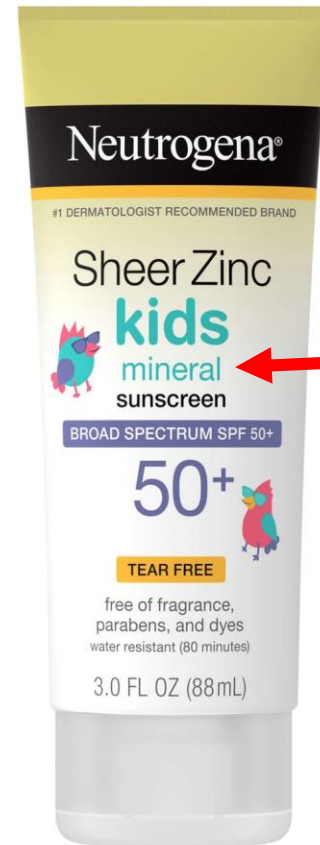 Neutrogena®
#1 DERMATOLOGIST RECOMMENDED BRAND
Sheer Zinc
kids
mineral
sunscreen
BROAD SPECTRUM SPF 50+
50+
TEAR FREE
free of fragrance,
parabens, and dyes
water resistant (80 minutes)
3.0 FL OZ (88mL)